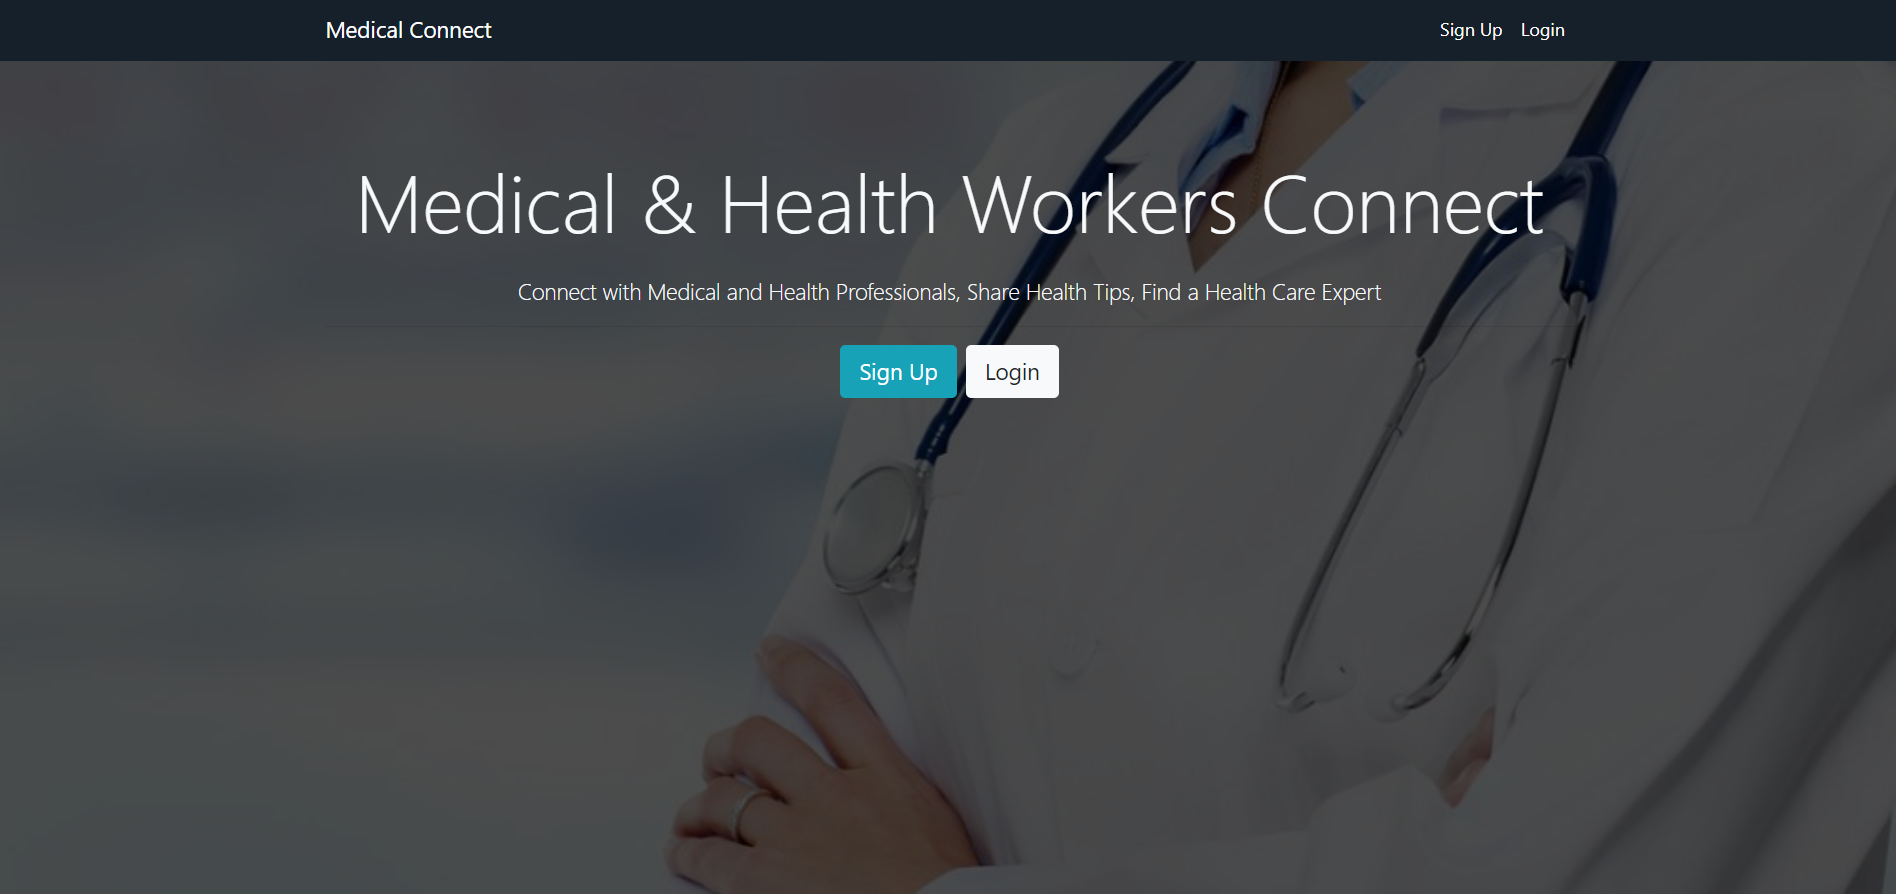 Medical Connect
Sign Up Login
Medical & Health Workers Connect
Connect with Medical and Health Professionals, Share Health Tips, Find a Health Care Expert
Sign Up Login